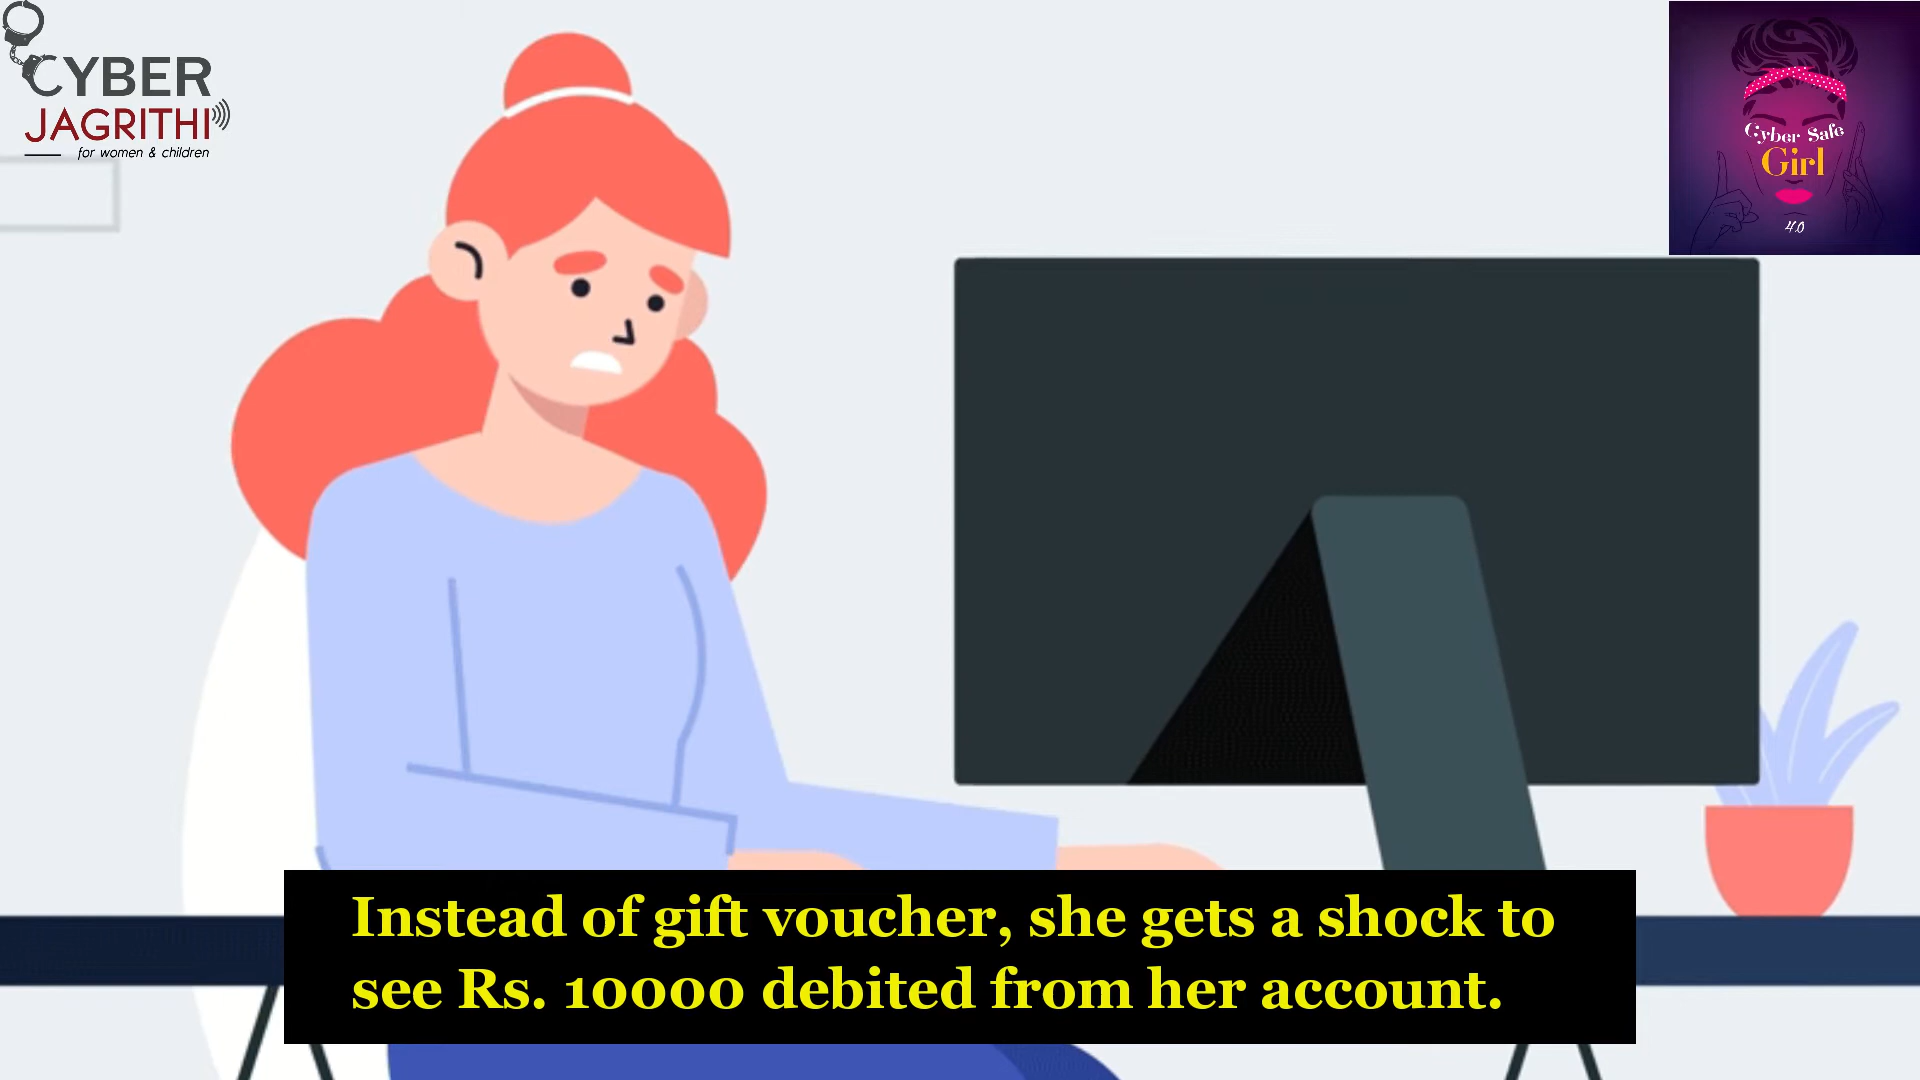 CYBER
JAGRITHI
for women & children
Cyber Safe
Girl
4.0
Instead of gift voucher, she gets a shock to
see Rs. 10000 debited from her account.